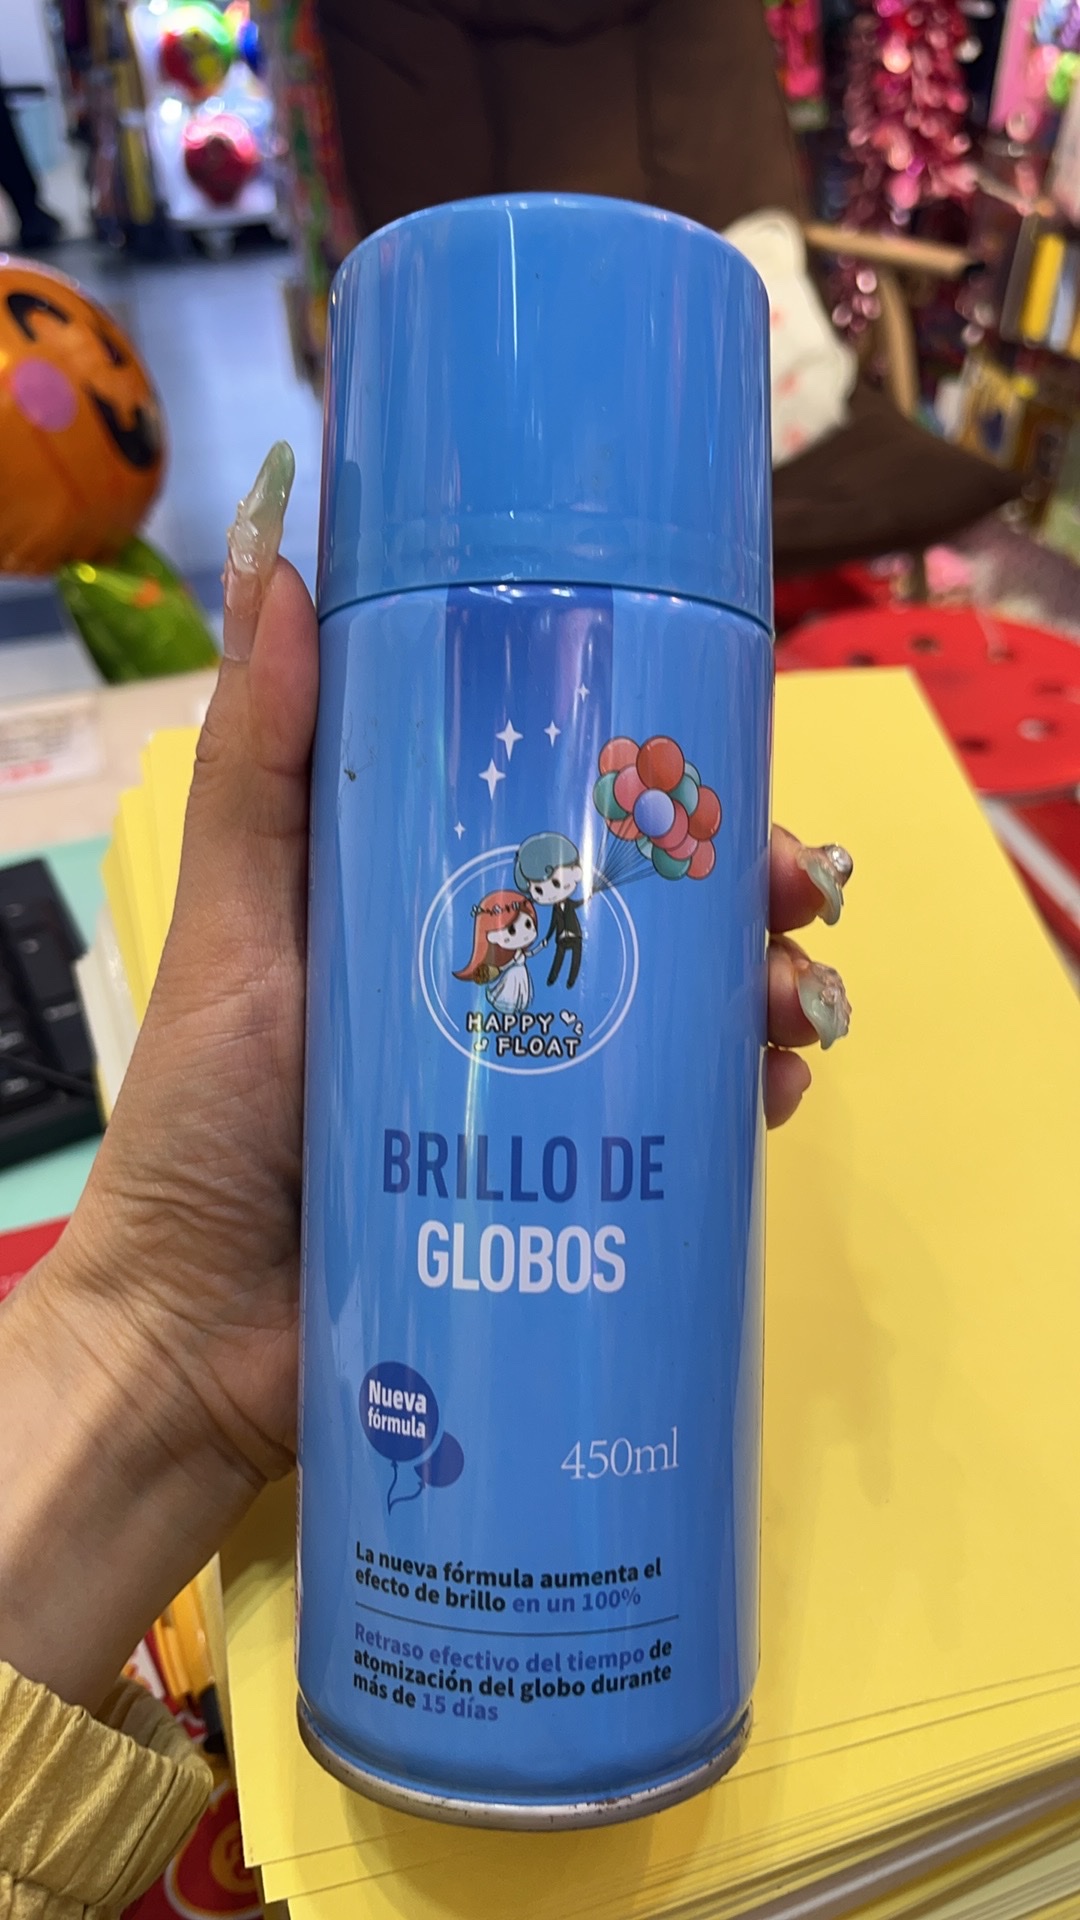 HAPPY
FLOAT
BRILLO DE
GLOBOS
Nueva
fórmula
450ml
La nueva fórmula aumenta el
efecto de brillo en un 100%
Retraso efectivo del tiempo de
atomización del globo durante
más de 15 días